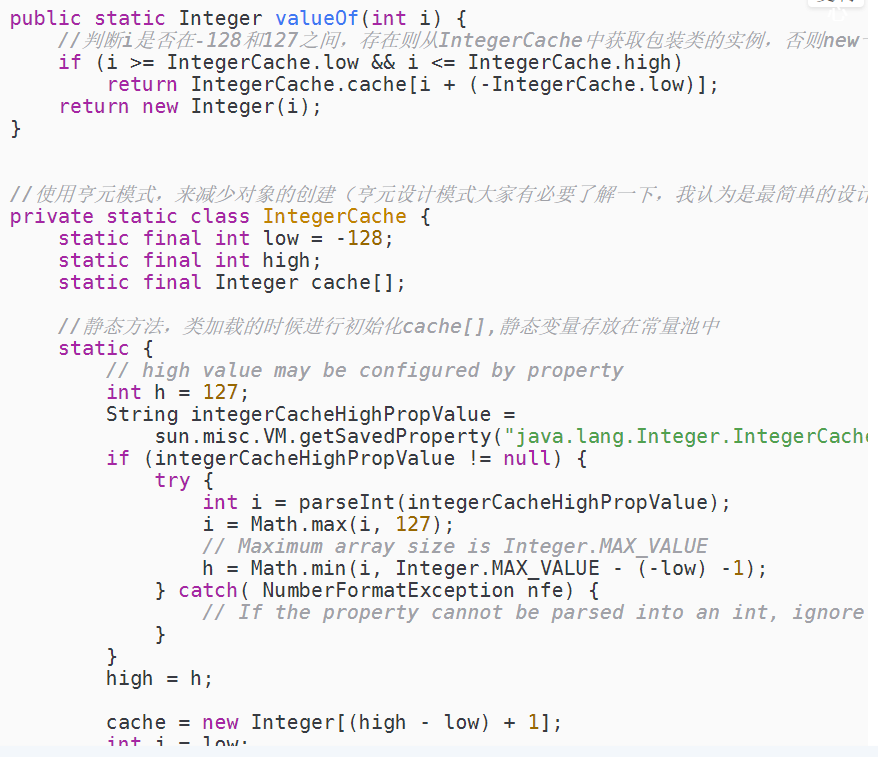 public static Integer valueOf(int i) {
//判断i是否在-128和127之间，存在则从IntegerCache中获取包装类的实例，否则new
if (i >= IntegerCache.low && i <= IntegerCache.high)
return IntegerCache.cache[i + (-IntegerCache.low)];
return new Integer(i);
}
//使用亨元模式，来减少对象的创建（亨元设计模式大家有必要了解一下，我认为是最简单的设计
private static class IntegerCache {
static final int low = -128;
static final int high;
static final Integer cache[];
//静态方法，类加载的时候进行初始化cache[],静态变量存放在常量池中
static {
// high value may be configured by property
int h = 127;
String integerCacheHighPropValue =
sun.misc.VM.getSavedProperty("java.lang.Integer.IntegerCache
if (integerCacheHighPropValue != null) {
try {
int i = parseInt(integerCacheHighPropValue);
i = Math.max(i, 127);
// Maximum array size is Integer.MAX_VALUE
h = Math.min(i, Integer.MAX_VALUE - (-low) -1);
} catch( NumberFormatException nfe) {
// If the property cannot be parsed into an int, ignore
}
}
high = h;
cache = new Integer[(high - low) + 1];
int j = low;